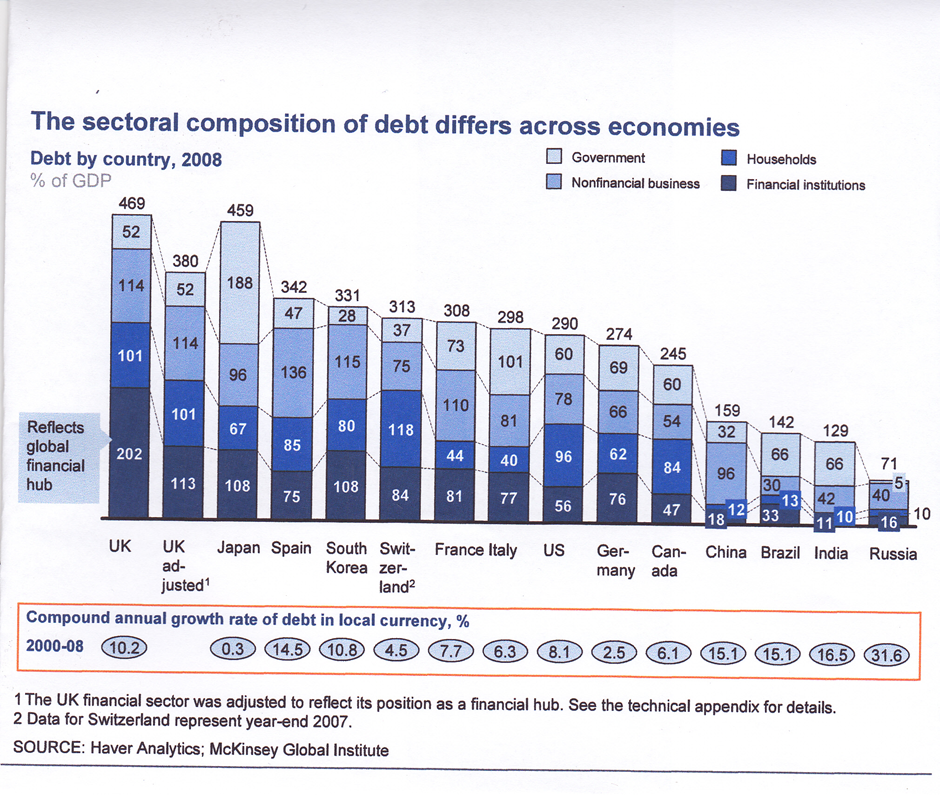 The sectoral composition of debt differs across economies
Debt by country, 2008
% of GDP
Government
Households
Nonfinancial business
Financial institutions
469
52
114
101
202
380
52
114
101
113
459
188
96
67
108
342
47
136
85
75
331
28
115
80
108
313
37
75
118
84
308
73
110
44
81
298
101
81
40
77
290
60
78
96
56
274
69
66
62
76
245
60
54
84
47
159
32
96
12
18
142
66
30
13
33
129
66
42
10
11
71
5
40
10
16
Reflects
global
financial
hub
UK
UK
ad-
justed1
Japan
Spain
South
Korea
Swit-
zer-
land2
France
Italy
US
Ger-
many
Can-
ada
China
Brazil
India
Russia
Compound annual growth rate of debt in local currency, %
2000-08 10.2 0.3 14.5 10.8 4.5 7.7 6.3 8.1 2.5 6.1 15.1 15.1 16.5 31.6
1 The UK financial sector was adjusted to reflect its position as a financial hub. See the technical appendix for details.
2 Data for Switzerland represent year-end 2007.
SOURCE: Haver Analytics; McKinsey Global Institute